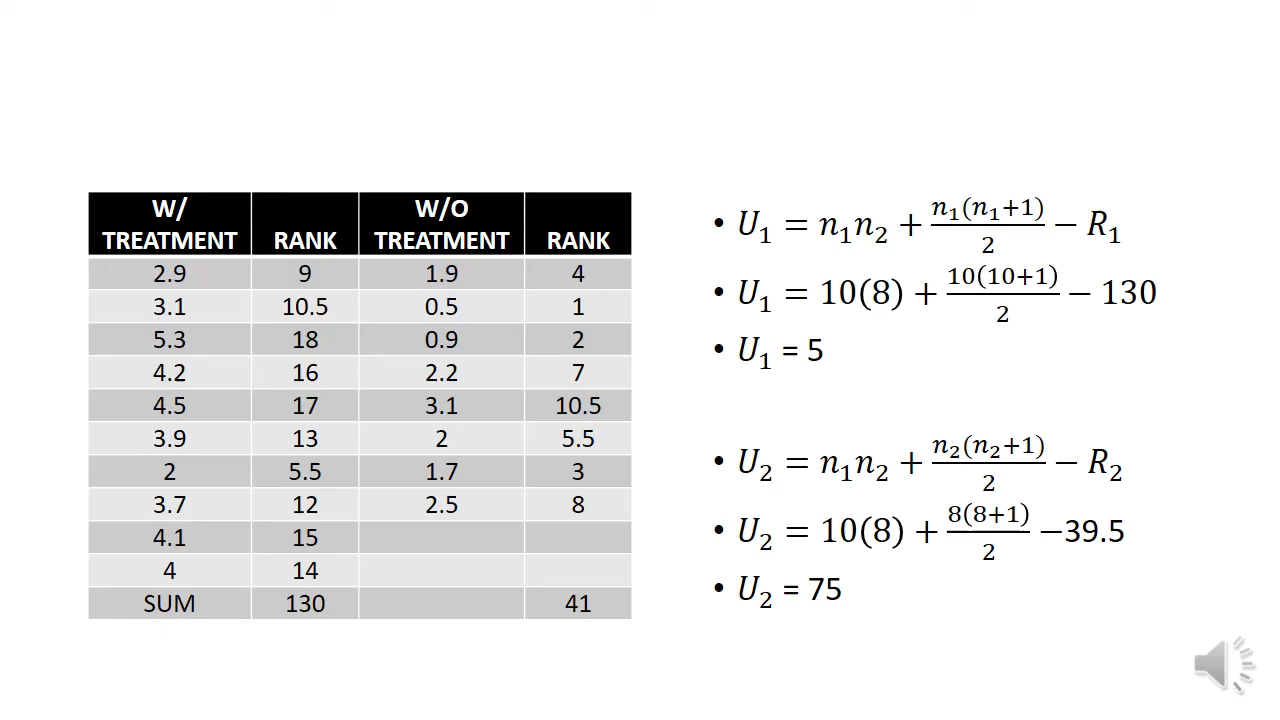 W/ TREATMENT RANK W/O TREATMENT RANK
2.9 9 1.9 4
3.1 10.5 0.5 1
5.3 18 0.9 2
4.2 16 2.2 7
4.5 17 3.1 10.5
3.9 13 2 5.5
2 5.5 1.7 3
3.7 12 2.5 8
4.1 15
4 14
SUM 130 41
• U₁ = n₁n₂ + n₁(n₁+1)/2 − R₁
• U₁ = 10(8) + 10(10+1)/2 − 130
• U₁ = 5
• U₂ = n₁n₂ + n₂(n₂+1)/2 − R₂
• U₂ = 10(8) + 8(8+1)/2 −39.5
• U₂ = 75